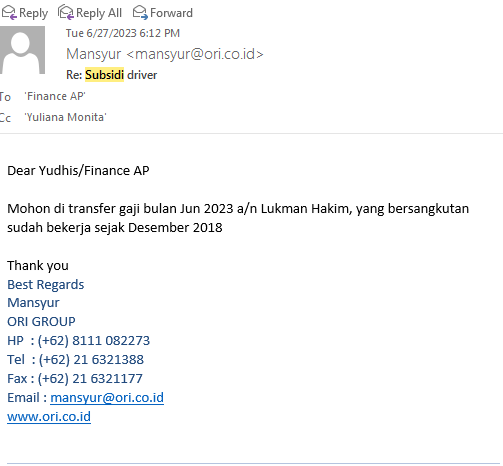 Reply Reply All Forward
Tue 6/27/2023 6:12 PM
Mansyur <mansyur@ori.co.id>
Re: Subsidi driver
To 'Finance AP'
Cc 'Yuliana Monita'
Dear Yudhis/Finance AP
Mohon di transfer gaji bulan Jun 2023 a/n Lukman Hakim, yang bersangkutan
sudah bekerja sejak Desember 2018
Thank you
Best Regards
Mansyur
ORI GROUP
HP : (+62) 8111 082273
Tel : (+62) 21 6321388
Fax : (+62) 21 6321177
Email : mansyur@ori.co.id
www.ori.co.id